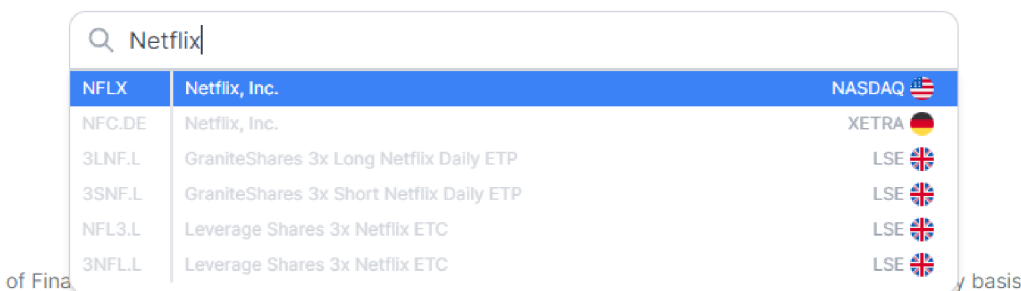 Netflix
NFLX Netflix, Inc. NASDAQ
NFC.DE Netflix, Inc. XETRA
3LNF.L GraniteShares 3x Long Netflix Daily ETP LSE
3SNF.L GraniteShares 3x Short Netflix Daily ETP LSE
NFL3.L Leverage Shares 3x Netflix ETC LSE
3NFL.L Leverage Shares 3x Netflix ETC LSE
of Fina y basis